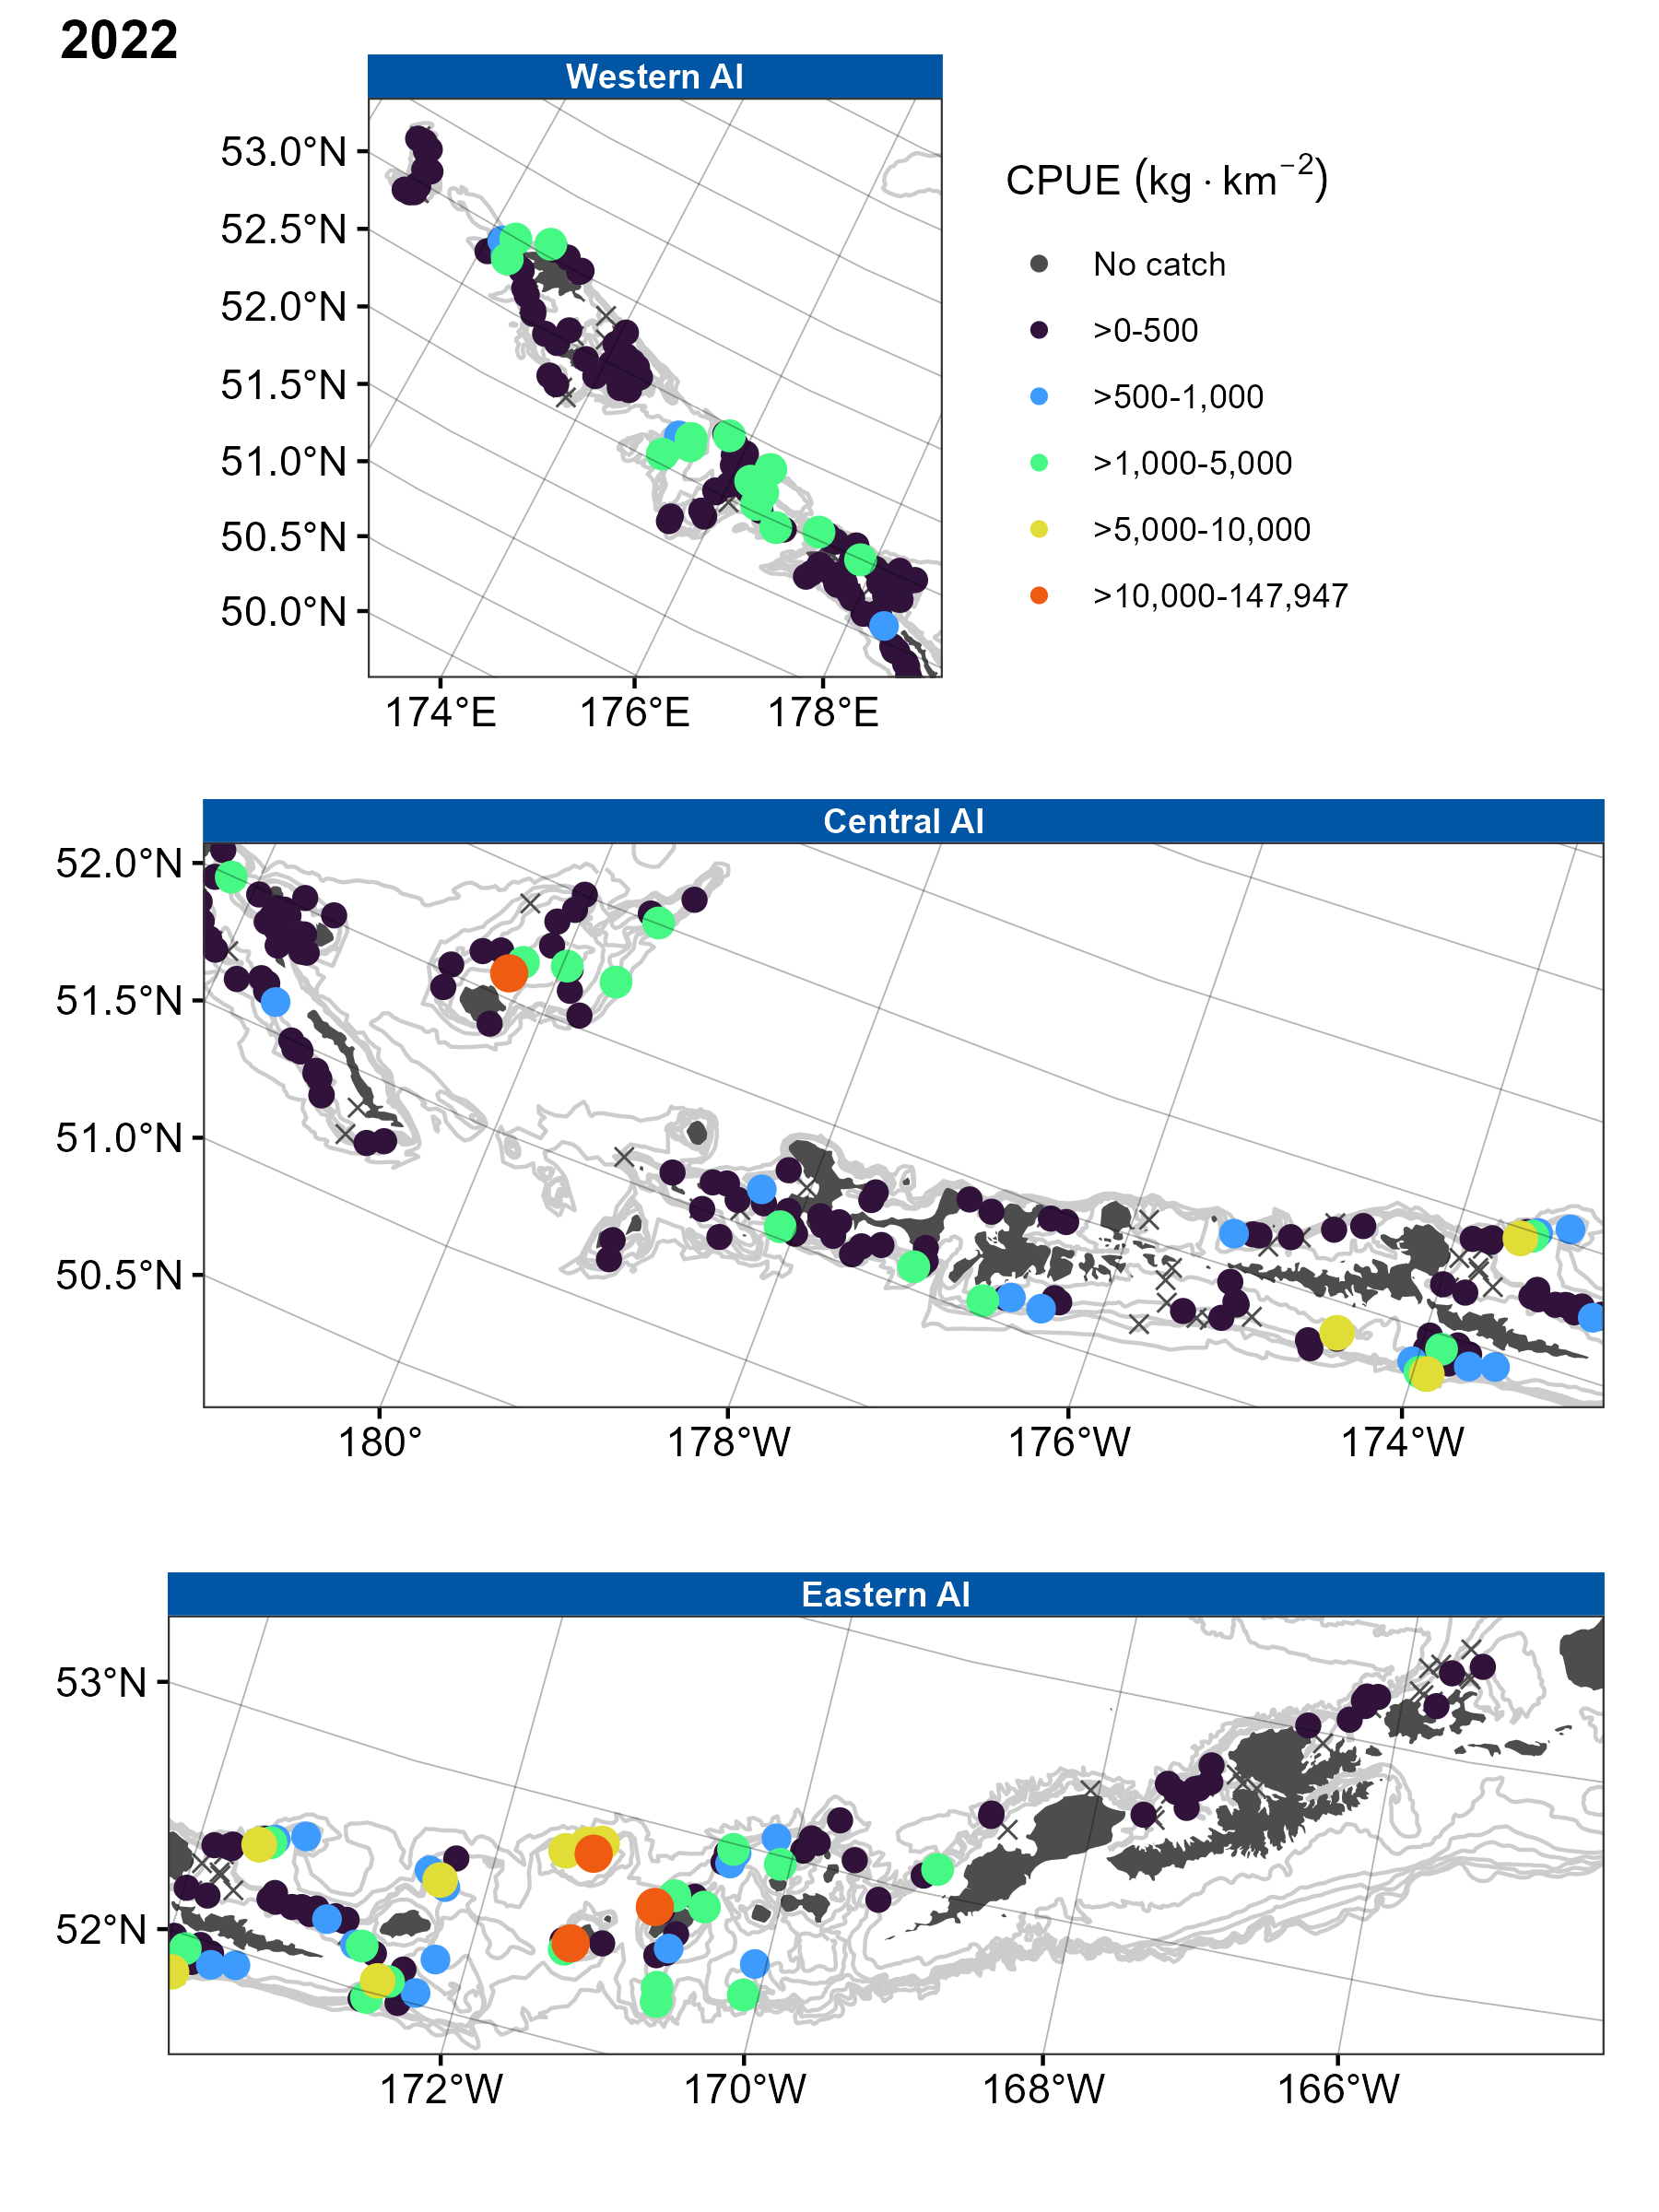 2022
Western AI
53.0°N
52.5°N
52.0°N
51.5°N
51.0°N
50.5°N
50.0°N
174°E 176°E 178°E
CPUE (kg · km−2)
No catch
>0-500
>500-1,000
>1,000-5,000
>5,000-10,000
>10,000-147,947
Central AI
52.0°N
51.5°N
51.0°N
50.5°N
180° 178°W 176°W 174°W
Eastern AI
53°N
52°N
172°W 170°W 168°W 166°W